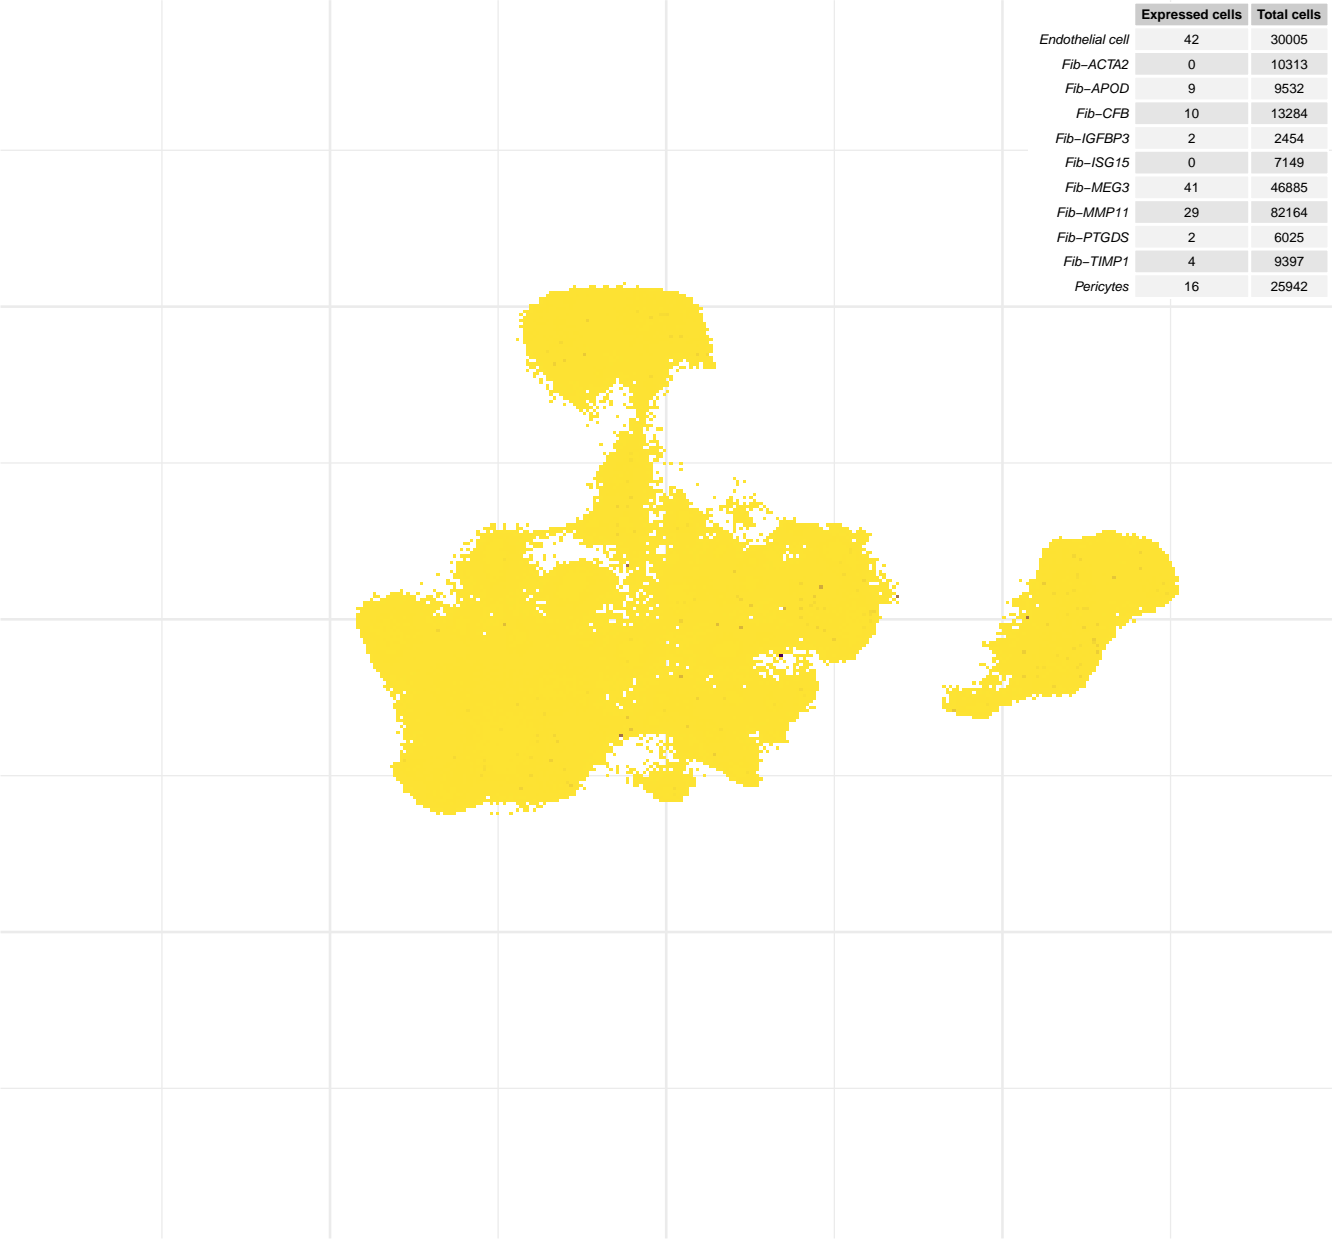 Expressed cells Total cells
Endothelial cell 42 30005
Fib−ACTA2 0 10313
Fib−APOD 9 9532
Fib−CFB 10 13284
Fib−IGFBP3 2 2454
Fib−ISG15 0 7149
Fib−MEG3 41 46885
Fib−MMP11 29 82164
Fib−PTGDS 2 6025
Fib−TIMP1 4 9397
Pericytes 16 25942